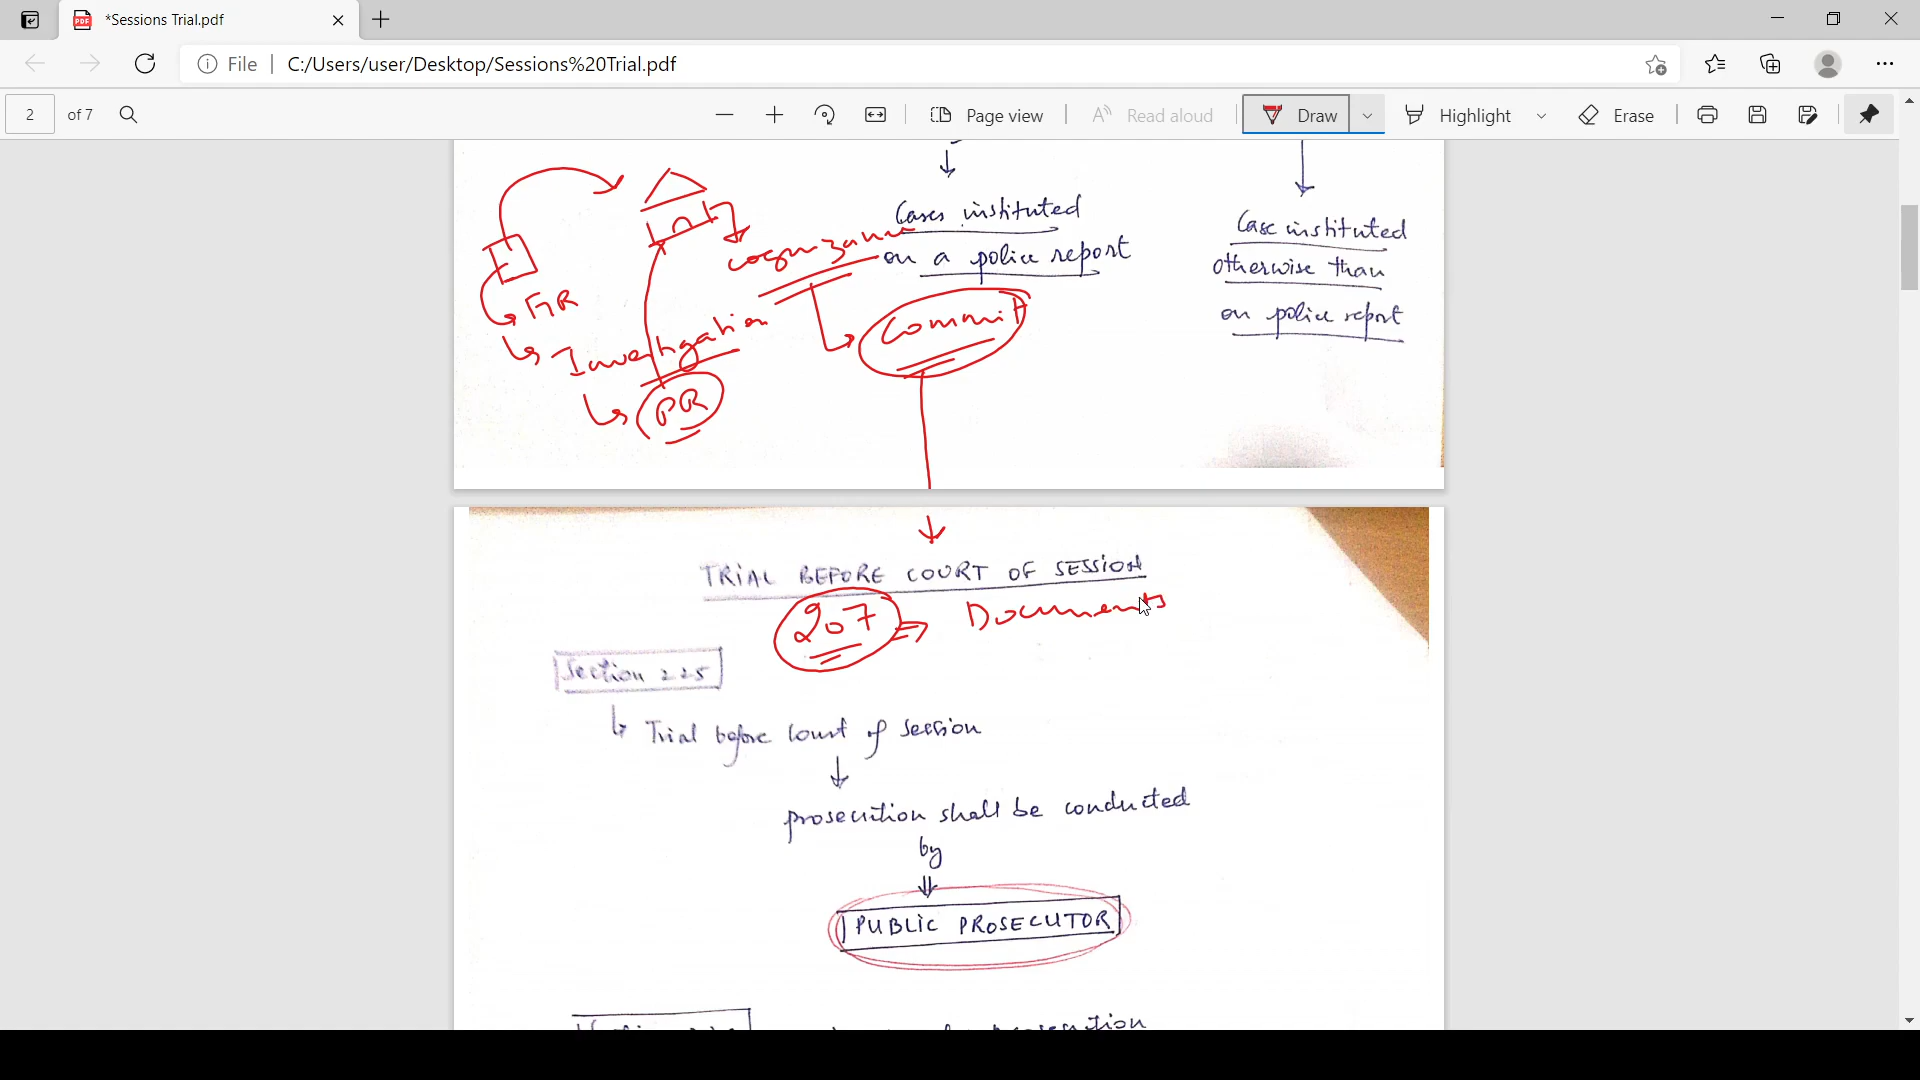 *Sessions Trial.pdf
File
C:/Users/user/Desktop/Sessions%20Trial.pdf
2
of 7
Page view
Read aloud
Draw
Highlight
Erase
Cases instituted
on a police report
Case instituted
otherwise than
on police report
cognizance
FIR
Investigation
PR
Commit
TRIAL BEFORE COURT OF SESSION
207 ⇒ Documents
Section 225
Trial before Court of Session
prosecution shall be conducted
by
PUBLIC PROSECUTOR
prosecution